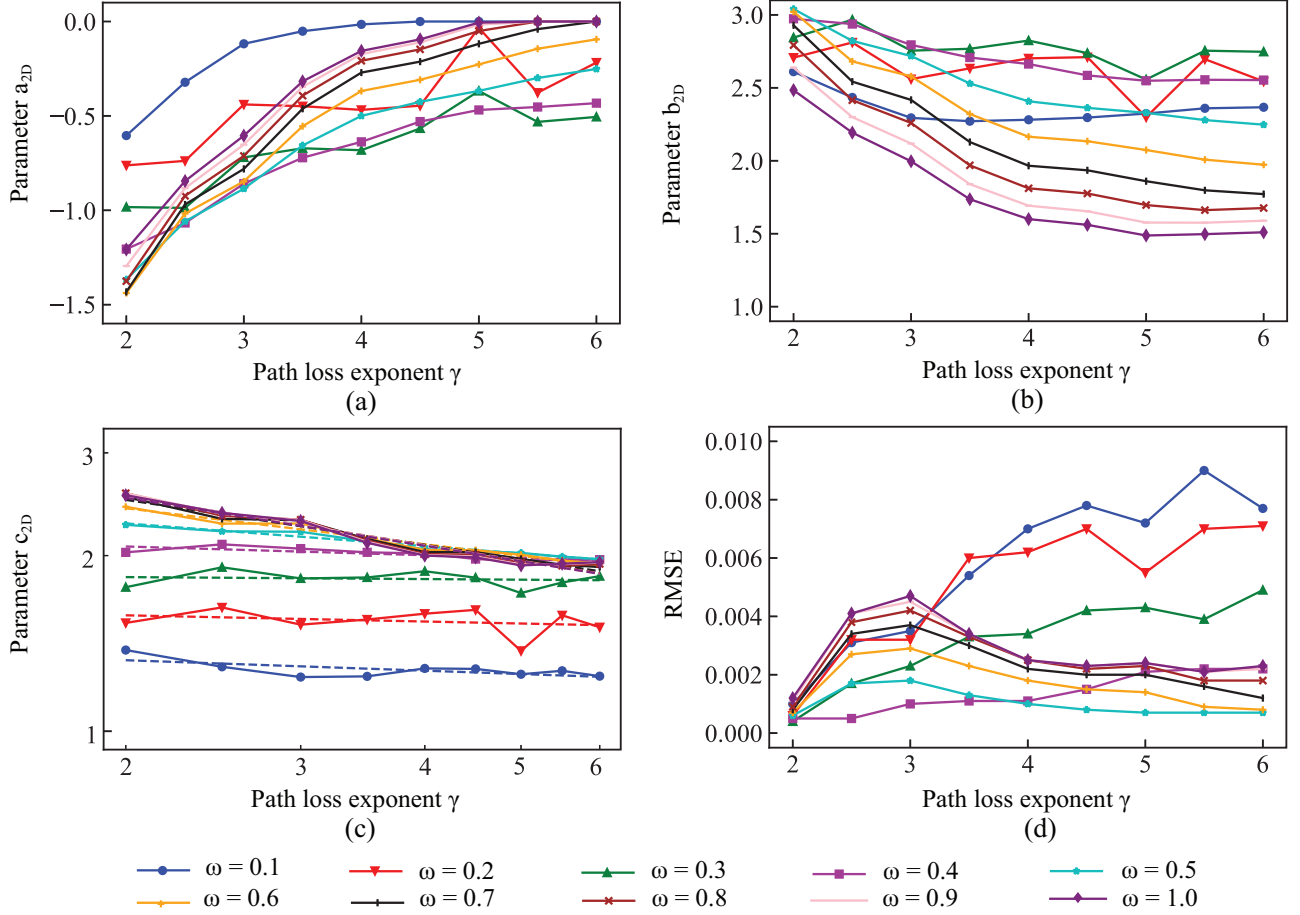 0.0
−0.5
−1.0
−1.5
Parameter a2D
2 3 4 5 6
Path loss exponent γ
(a)
3.0
2.5
2.0
1.5
1.0
Parameter b2D
2 3 4 5 6
Path loss exponent γ
(b)
3
2
1
Parameter c2D
2 3 4 5 6
Path loss exponent γ
(c)
0.010
0.008
0.006
0.004
0.002
0.000
RMSE
2 3 4 5 6
Path loss exponent γ
(d)
ω = 0.1 ω = 0.2 ω = 0.3 ω = 0.4 ω = 0.5
ω = 0.6 ω = 0.7 ω = 0.8 ω = 0.9 ω = 1.0